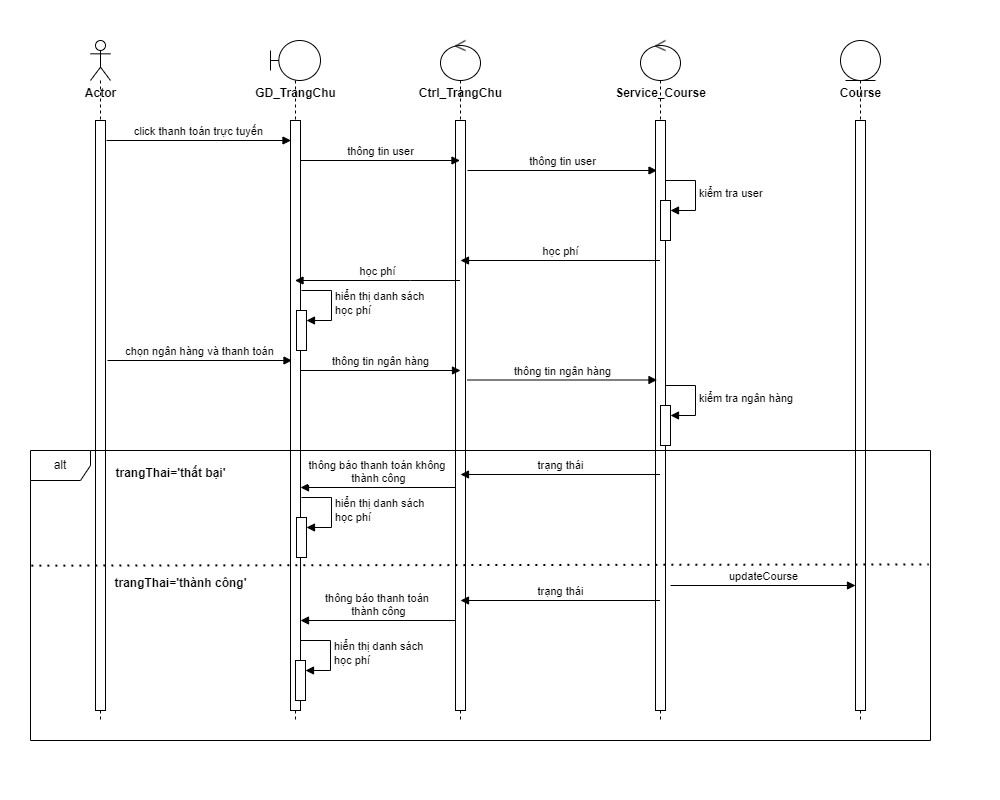 Actor
GD_TrangChu
Ctrl_TrangChu
Service_Course
Course
click thanh toán trực tuyến
thông tin user
thông tin user
kiểm tra user
học phí
học phí
hiển thị danh sách
học phí
chọn ngân hàng và thanh toán
thông tin ngân hàng
thông tin ngân hàng
kiểm tra ngân hàng
alt
trangThai='thất bại'
thông báo thanh toán không
thành công
trạng thái
hiển thị danh sách
học phí
trangThai='thành công'
updateCourse
trạng thái
thông báo thanh toán
thành công
hiển thị danh sách
học phí